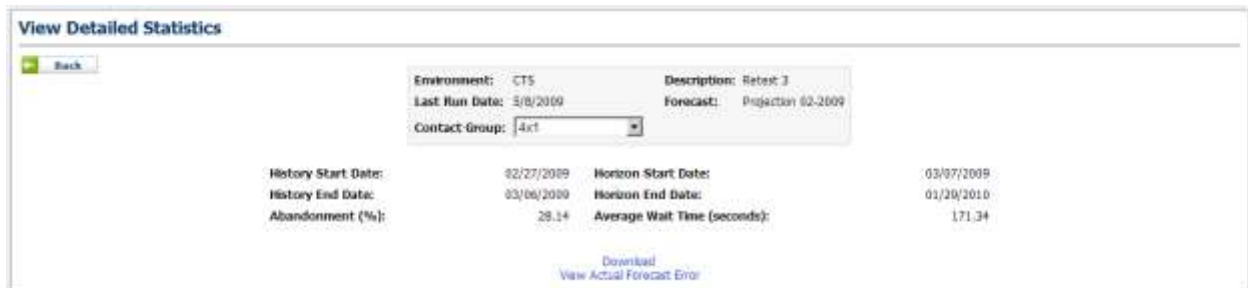 View Detailed Statistics
Back
Environment: CTS Description: Retest 3
Last Run Date: 5/8/2009 Forecast: Projection 02-2009
Contact Group: 4x1
History Start Date: 02/27/2009 Horizon Start Date: 03/07/2009
History End Date: 03/06/2009 Horizon End Date: 01/29/2010
Abandonment (%): 28.14 Average Wait Time (seconds): 171.34
Download
View Actual Forecast Error